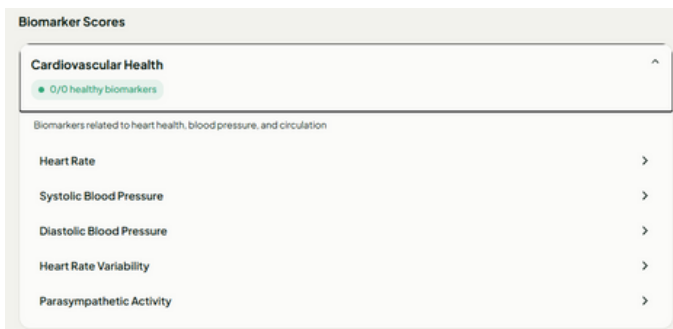 Biomarker Scores
Cardiovascular Health
0/0 healthy biomarkers
Biomarkers related to heart health, blood pressure, and circulation
Heart Rate
Systolic Blood Pressure
Diastolic Blood Pressure
Heart Rate Variability
Parasympathetic Activity